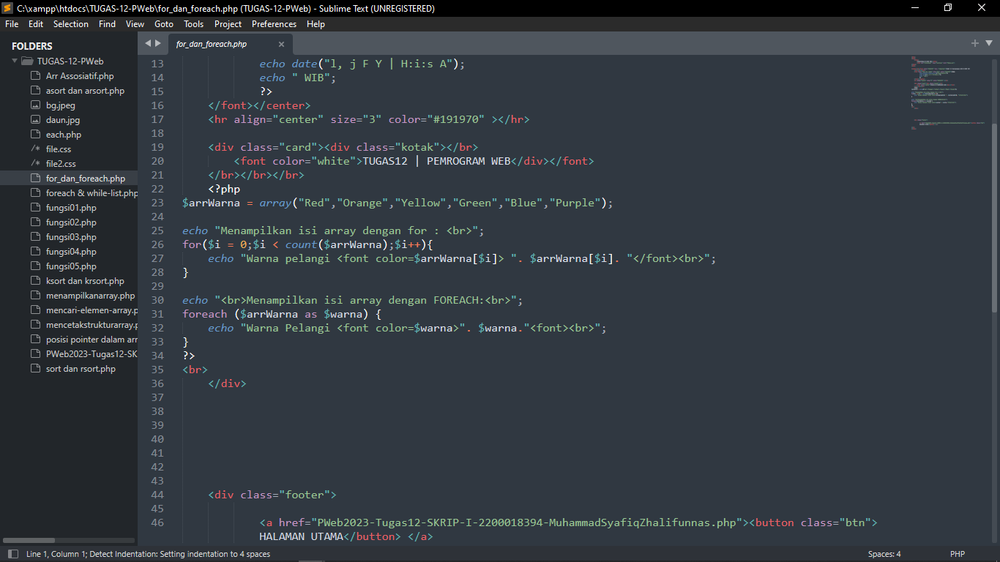 C:\xampp\htdocs\TUGAS-12-PWeb\for_dan_foreach.php (TUGAS-12-PWeb) - Sublime Text (UNREGISTERED)
File Edit Selection Find View Goto Tools Project Preferences Help
FOLDERS
TUGAS-12-PWeb
Arr Assosiatif.php
asort dan arsort.php
bg.jpeg
daun.jpg
each.php
/* file.css
/* file2.css
for_dan_foreach.php
foreach & while-list.php
fungsi01.php
fungsi02.php
fungsi03.php
fungsi04.php
fungsi05.php
ksort dan krsort.php
menampilkanarray.php
mencari-elemen-array.p
mencetakstrukturarray.p
posisi pointer dalam arr
PWeb2023-Tugas12-SK
sort dan rsort.php
for_dan_foreach.php ×
13 echo date("l, j F Y | H:i:s A");
14 echo " WIB";
15 ?>
16 </font></center>
17 <hr align="center" size="3" color="#191970" ></hr>
18
19 <div class="card"><div class="kotak"></br>
20 <font color="white">TUGAS12 | PEMROGRAM WEB</div></font>
21 </br></br></br>
22 <?php
23 $arrWarna = array("Red","Orange","Yellow","Green","Blue","Purple");
24
25 echo "Menampilkan isi array dengan for : <br>";
26 for($i = 0;$i < count($arrWarna);$i++){
27 echo "Warna pelangi <font color=$arrWarna[$i]> ". $arrWarna[$i]. "</font><br>";
28 }
29
30 echo "<br>Menampilkan isi array dengan FOREACH:<br>";
31 foreach ($arrWarna as $warna) {
32 echo "Warna Pelangi <font color=$warna>". $warna."<font><br>";
33 }
34 ?>
35 <br>
36 </div>
37
38
39
40
41
42
43
44 <div class="footer">
45
46 <a href="PWeb2023-Tugas12-SKRIP-I-2200018394-MuhammadSyafiqZhalifunnas.php"><button class="btn">
HALAMAN UTAMA</button> </a>
Line 1, Column 1; Detect Indentation: Setting indentation to 4 spaces
Spaces: 4
PHP